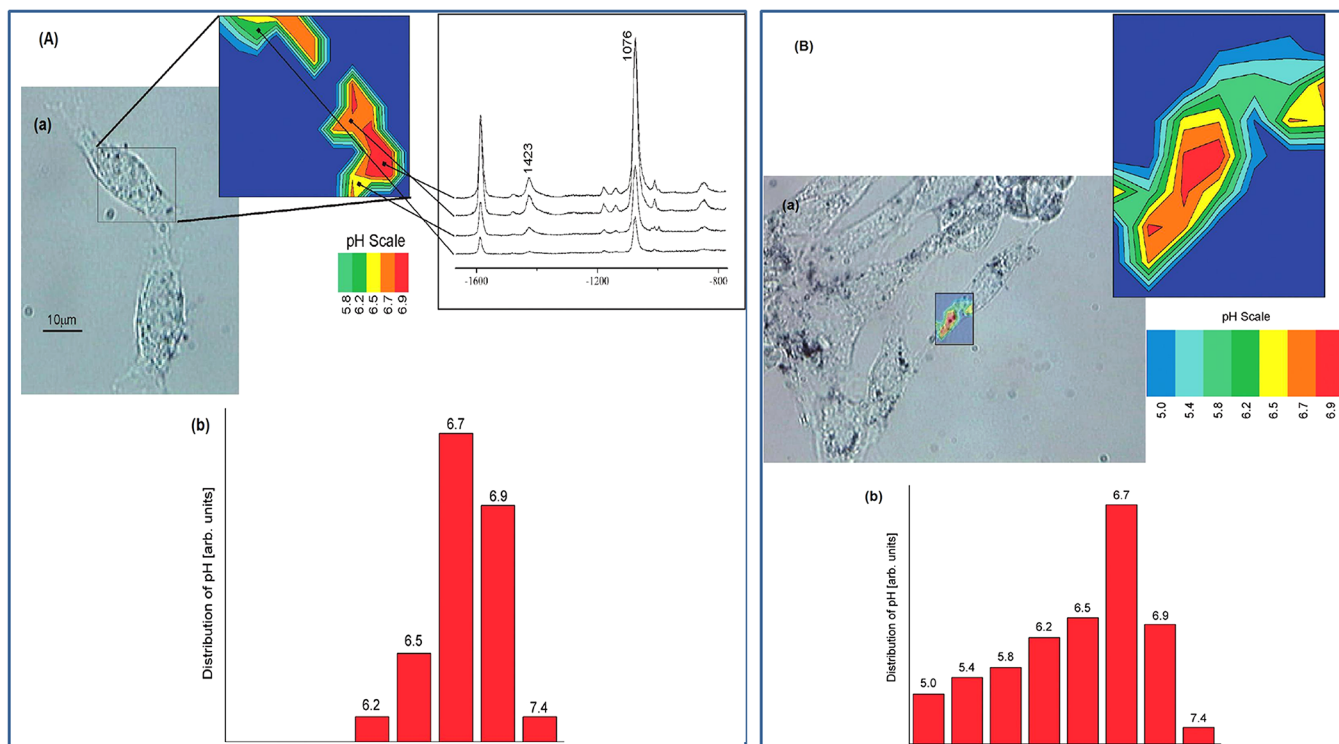 (A)
(a)
10μm
pH Scale
5.8
6.2
6.5
6.7
6.9
1076
1423
-1600
-1200
-800
(b)
Distribution of pH [arb. units]
6.2
6.5
6.7
6.9
7.4
(B)
(a)
pH Scale
5.0
5.4
5.8
6.2
6.5
6.7
6.9
(b)
Distribution of pH [arb. units]
5.0
5.4
5.8
6.2
6.5
6.7
6.9
7.4